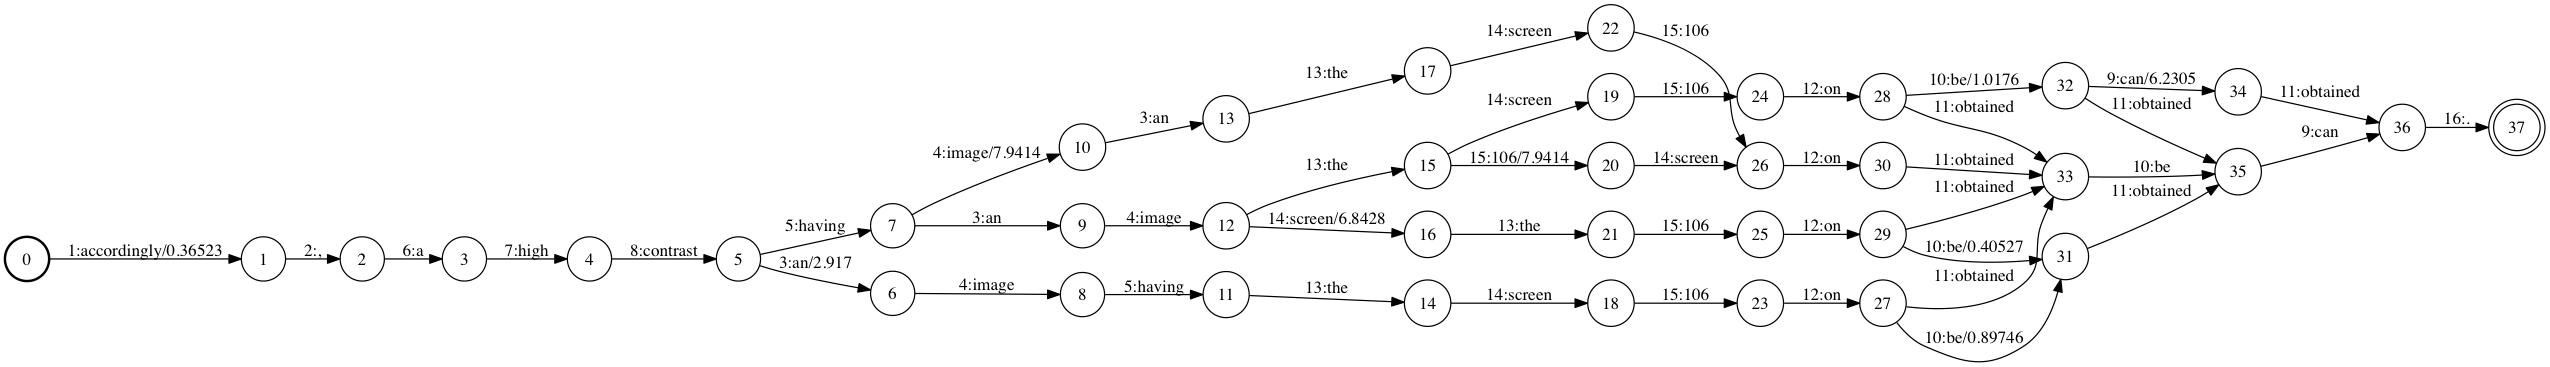 22
14:screen
15:106
9:can/6.2305
10:be/1.0176
32
34
13:the
17
11:obtained
14:screen
19
15:106
24
12:on
28
11:obtained
11:obtained
3:an
13
9:can
36
16:.
37
4:image/7.9414
10
13:the
15
15:106/7.9414
20
14:screen
26
12:on
30
11:obtained
33
10:be
35
11:obtained
11:obtained
5:having
7
3:an
9
4:image
12
14:screen/6.8428
16
13:the
21
15:106
25
12:on
29
10:be/0.40527
31
0
1:accordingly/0.36523
1
2:,
2
6:a
3
7:high
4
8:contrast
5
3:an/2.917
6
4:image
8
5:having
11
13:the
14
14:screen
18
15:106
23
12:on
27
11:obtained
10:be/0.89746